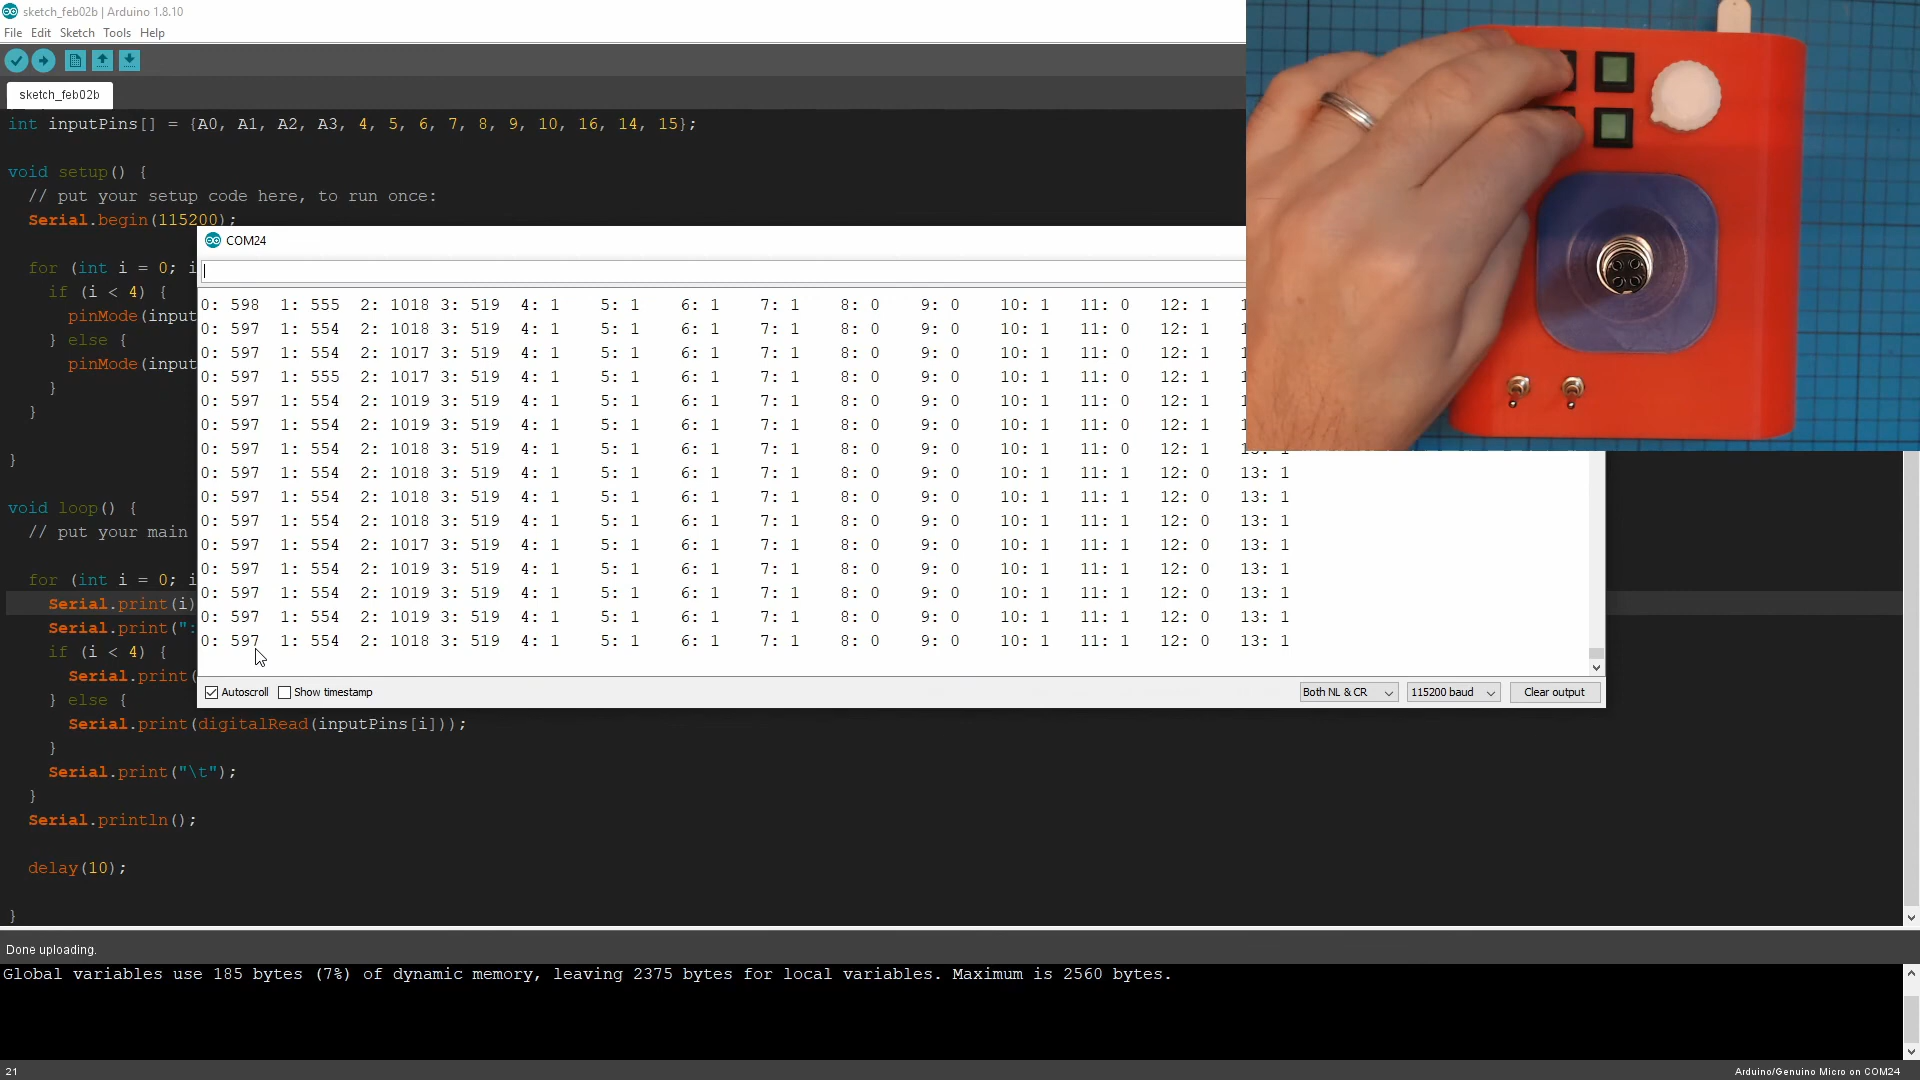 sketch_feb02b | Arduino 1.8.10
File Edit Sketch Tools Help
sketch_feb02b
int inputPins[] = {A0, A1, A2, A3, 4, 5, 6, 7, 8, 9, 10, 16, 14, 15};
void setup() {
// put your setup code here, to run once:
Serial.begin(115200);
for (int i = 0; i
if (i < 4) {
pinMode(input
} else {
pinMode(input
}
}
}
void loop() {
// put your main
for (int i = 0; i
Serial.print(i)
Serial.print(":
if (i < 4) {
Serial.print(
} else {
Serial.print(digitalRead(inputPins[i]));
}
Serial.print("\t");
}
Serial.println();
delay(10);
}
COM24
0: 598 1: 555 2: 1018 3: 519 4: 1 5: 1 6: 1 7: 1 8: 0 9: 0 10: 1 11: 0 12: 1 1
0: 597 1: 554 2: 1018 3: 519 4: 1 5: 1 6: 1 7: 1 8: 0 9: 0 10: 1 11: 0 12: 1 1
0: 597 1: 554 2: 1017 3: 519 4: 1 5: 1 6: 1 7: 1 8: 0 9: 0 10: 1 11: 0 12: 1 1
0: 597 1: 555 2: 1017 3: 519 4: 1 5: 1 6: 1 7: 1 8: 0 9: 0 10: 1 11: 0 12: 1 1
0: 597 1: 554 2: 1019 3: 519 4: 1 5: 1 6: 1 7: 1 8: 0 9: 0 10: 1 11: 0 12: 1 1
0: 597 1: 554 2: 1019 3: 519 4: 1 5: 1 6: 1 7: 1 8: 0 9: 0 10: 1 11: 0 12: 1 1
0: 597 1: 554 2: 1018 3: 519 4: 1 5: 1 6: 1 7: 1 8: 0 9: 0 10: 1 11: 0 12: 1 13: 1
0: 597 1: 554 2: 1018 3: 519 4: 1 5: 1 6: 1 7: 1 8: 0 9: 0 10: 1 11: 1 12: 0 13: 1
0: 597 1: 554 2: 1018 3: 519 4: 1 5: 1 6: 1 7: 1 8: 0 9: 0 10: 1 11: 1 12: 0 13: 1
0: 597 1: 554 2: 1018 3: 519 4: 1 5: 1 6: 1 7: 1 8: 0 9: 0 10: 1 11: 1 12: 0 13: 1
0: 597 1: 554 2: 1017 3: 519 4: 1 5: 1 6: 1 7: 1 8: 0 9: 0 10: 1 11: 1 12: 0 13: 1
0: 597 1: 554 2: 1019 3: 519 4: 1 5: 1 6: 1 7: 1 8: 0 9: 0 10: 1 11: 1 12: 0 13: 1
0: 597 1: 554 2: 1019 3: 519 4: 1 5: 1 6: 1 7: 1 8: 0 9: 0 10: 1 11: 1 12: 0 13: 1
0: 597 1: 554 2: 1019 3: 519 4: 1 5: 1 6: 1 7: 1 8: 0 9: 0 10: 1 11: 1 12: 0 13: 1
0: 597 1: 554 2: 1018 3: 519 4: 1 5: 1 6: 1 7: 1 8: 0 9: 0 10: 1 11: 1 12: 0 13: 1
Autoscroll Show timestamp Both NL & CR 115200 baud Clear output
Done uploading.
Global variables use 185 bytes (7%) of dynamic memory, leaving 2375 bytes for local variables. Maximum is 2560 bytes.
21 Arduino/Genuino Micro on COM24